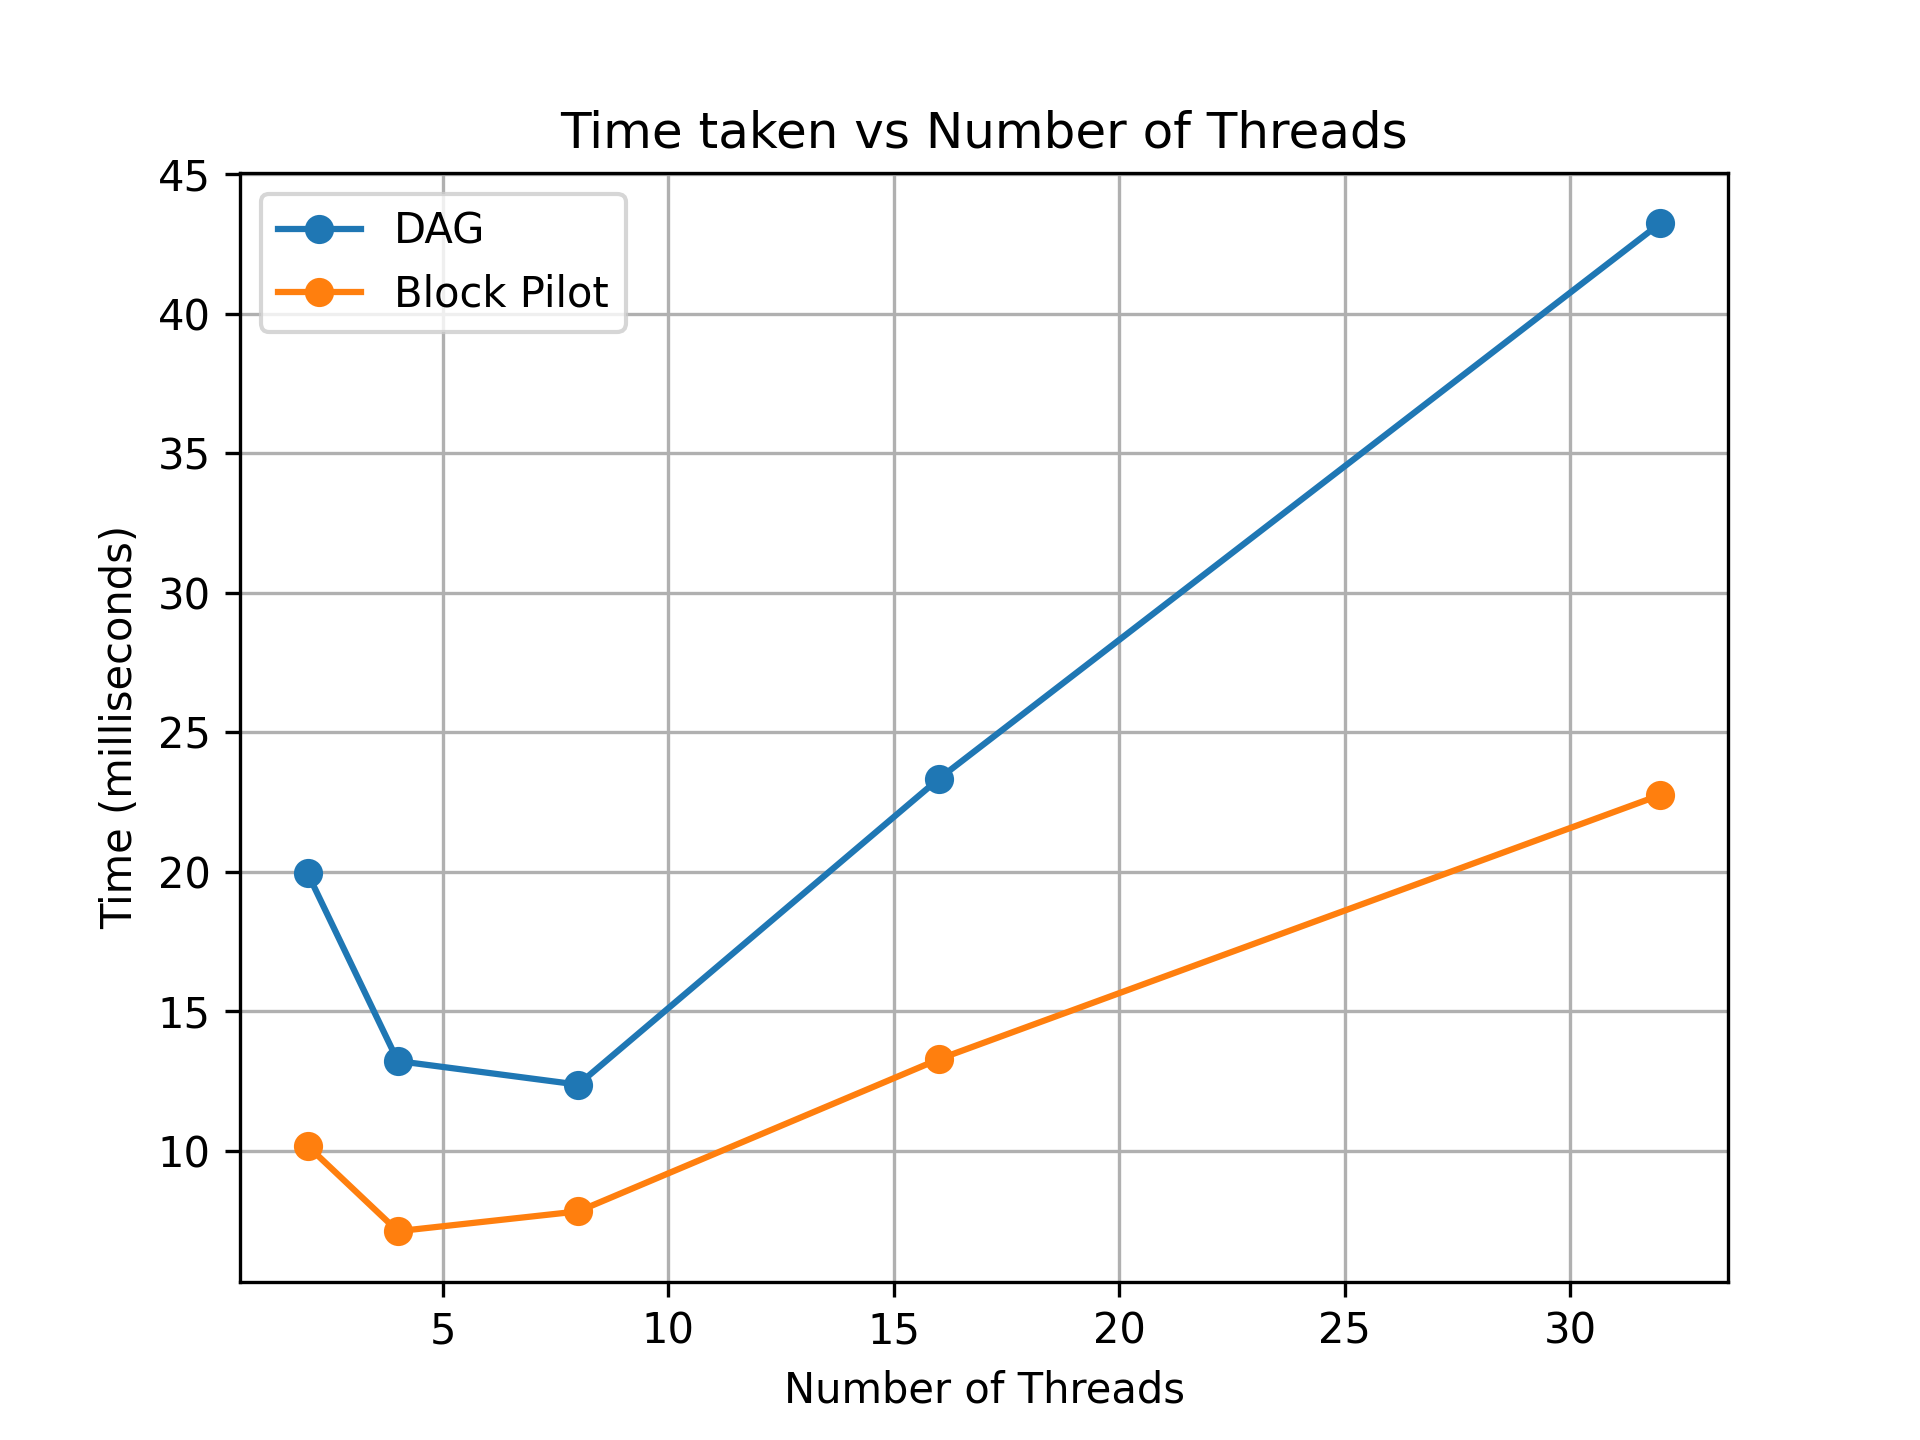 Time taken vs Number of Threads
45
40
35
30
25
20
15
10
DAG
Block Pilot
Time (milliseconds)
5 10 15 20 25 30
Number of Threads